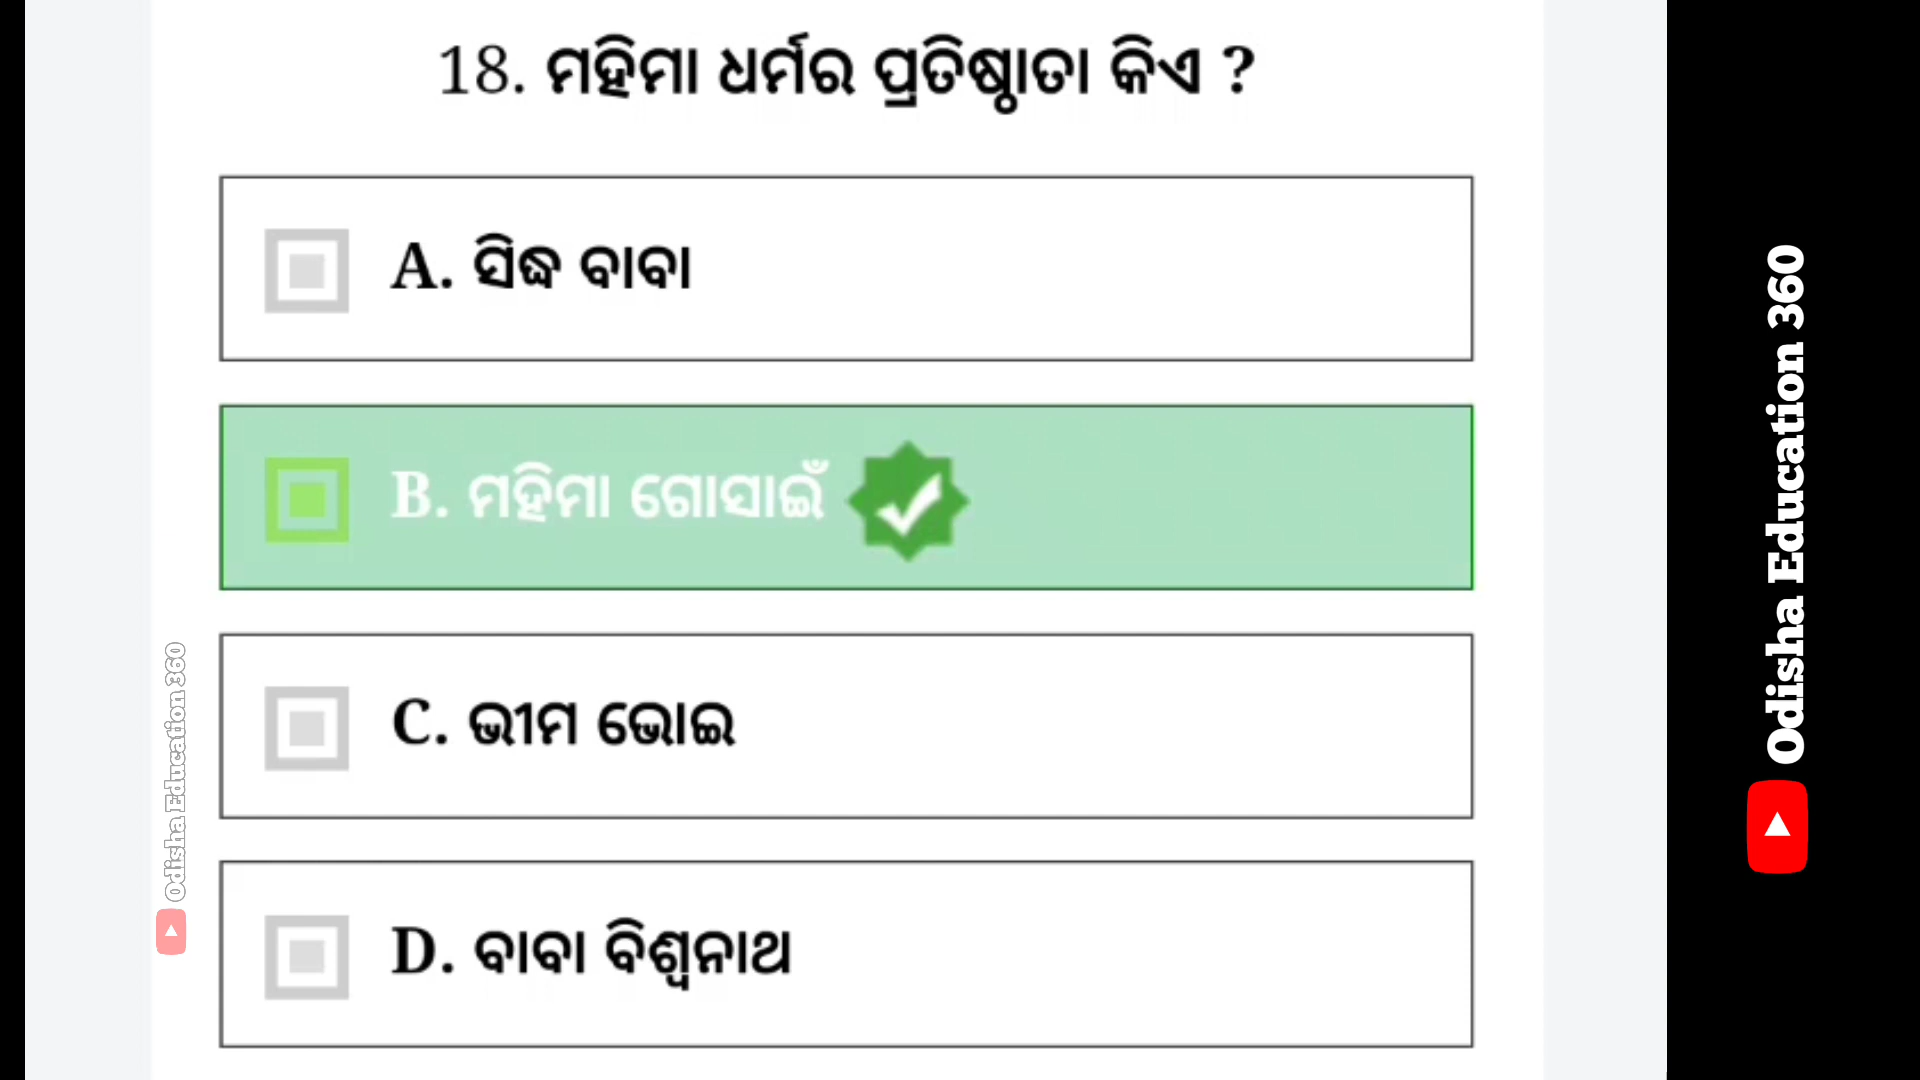 18. ମହିମା ଧର୍ମର ପ୍ରତିଷ୍ଠାତା କିଏ ?
A. ସିଦ୍ଧ ବାବା
B. ମହିମା ଗୋସାଇଁ
C. ଭୀମ ଭୋଇ
D. ବାବା ବିଶ୍ୱନାଥ
Odisha Education 360
Odisha Education 360